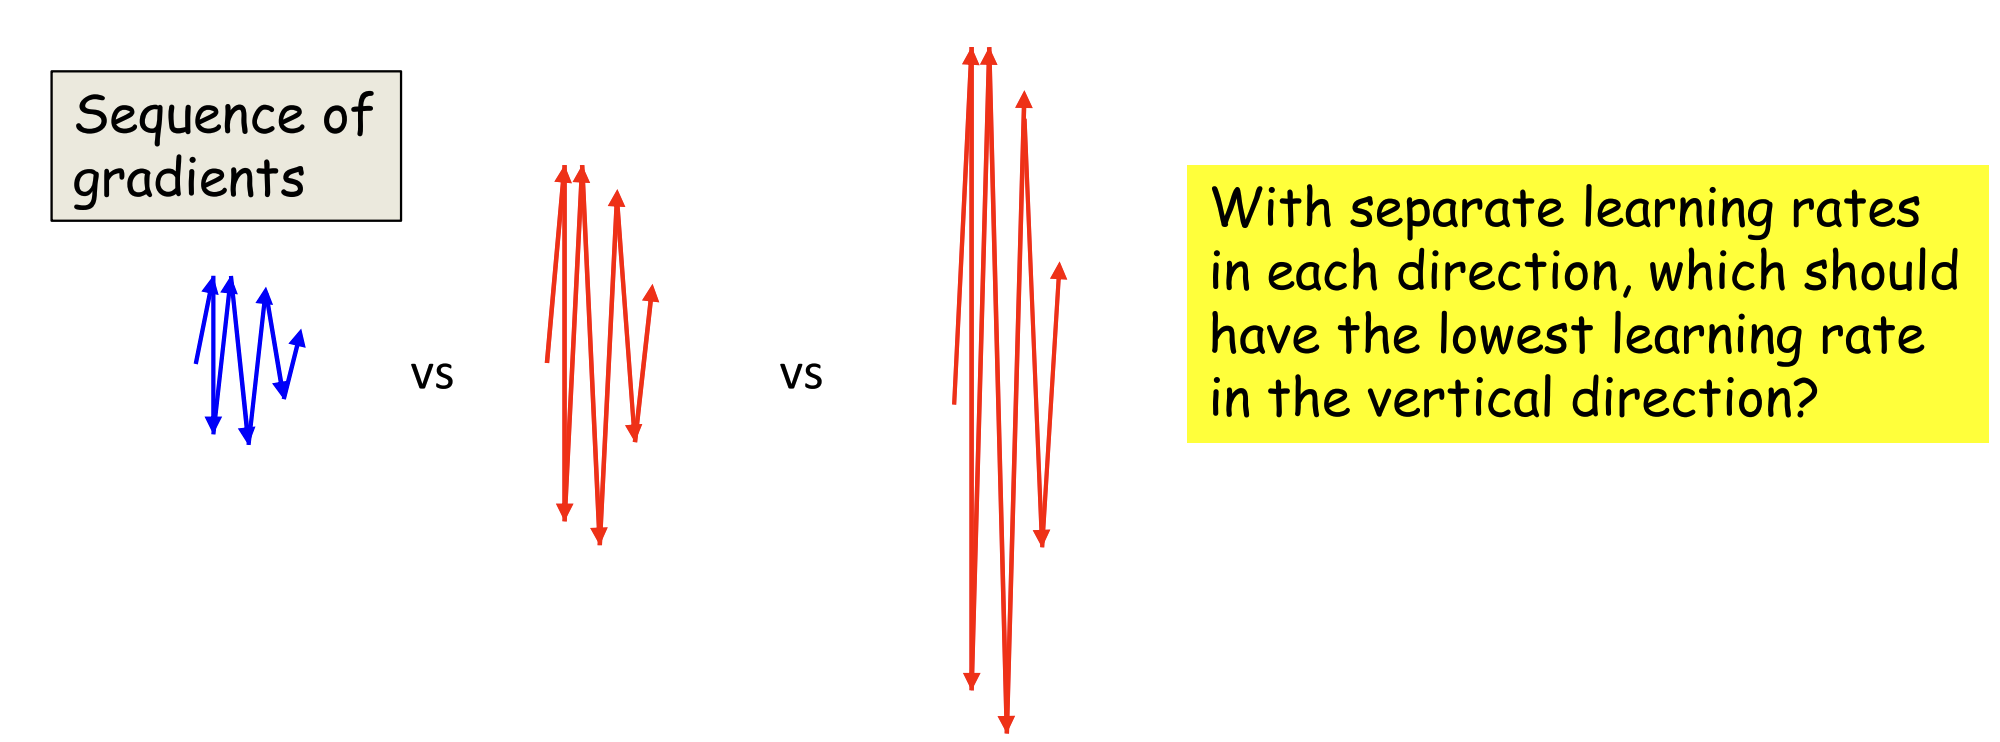 Sequence of
gradients
vs
vs
With separate learning rates
in each direction, which should
have the lowest learning rate
in the vertical direction?